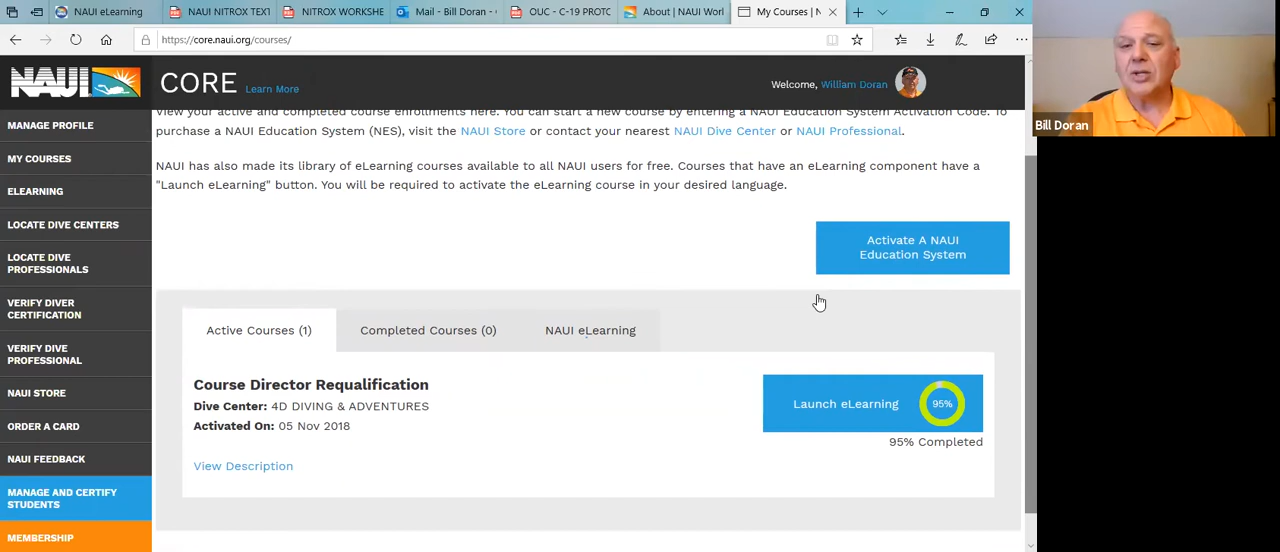 NAUI eLearning
NAUI NITROX TEXT
NITROX WORKSHE
Mail - Bill Doran -
OUC - C-19 PROTO
About | NAUI Worl
My Courses | N
https://core.naui.org/courses/
NAUI
CORE Learn More
Welcome, William Doran
MANAGE PROFILE
MY COURSES
ELEARNING
LOCATE DIVE CENTERS
LOCATE DIVE
PROFESSIONALS
VERIFY DIVER
CERTIFICATION
VERIFY DIVE
PROFESSIONAL
NAUI STORE
ORDER A CARD
NAUI FEEDBACK
MANAGE AND CERTIFY
STUDENTS
MEMBERSHIP
View your active and completed course enrollments here. You can start a new course by entering a NAUI Education System Activation Code. To
purchase a NAUI Education System (NES), visit the NAUI Store or contact your nearest NAUI Dive Center or NAUI Professional.
NAUI has also made its library of eLearning courses available to all NAUI users for free. Courses that have an eLearning component have a
"Launch eLearning" button. You will be required to activate the eLearning course in your desired language.
Activate A NAUI
Education System
Active Courses (1)
Completed Courses (0)
NAUI eLearning
Course Director Requalification
Dive Center: 4D DIVING & ADVENTURES
Activated On: 05 Nov 2018
View Description
Launch eLearning
95%
95% Completed
Bill Doran